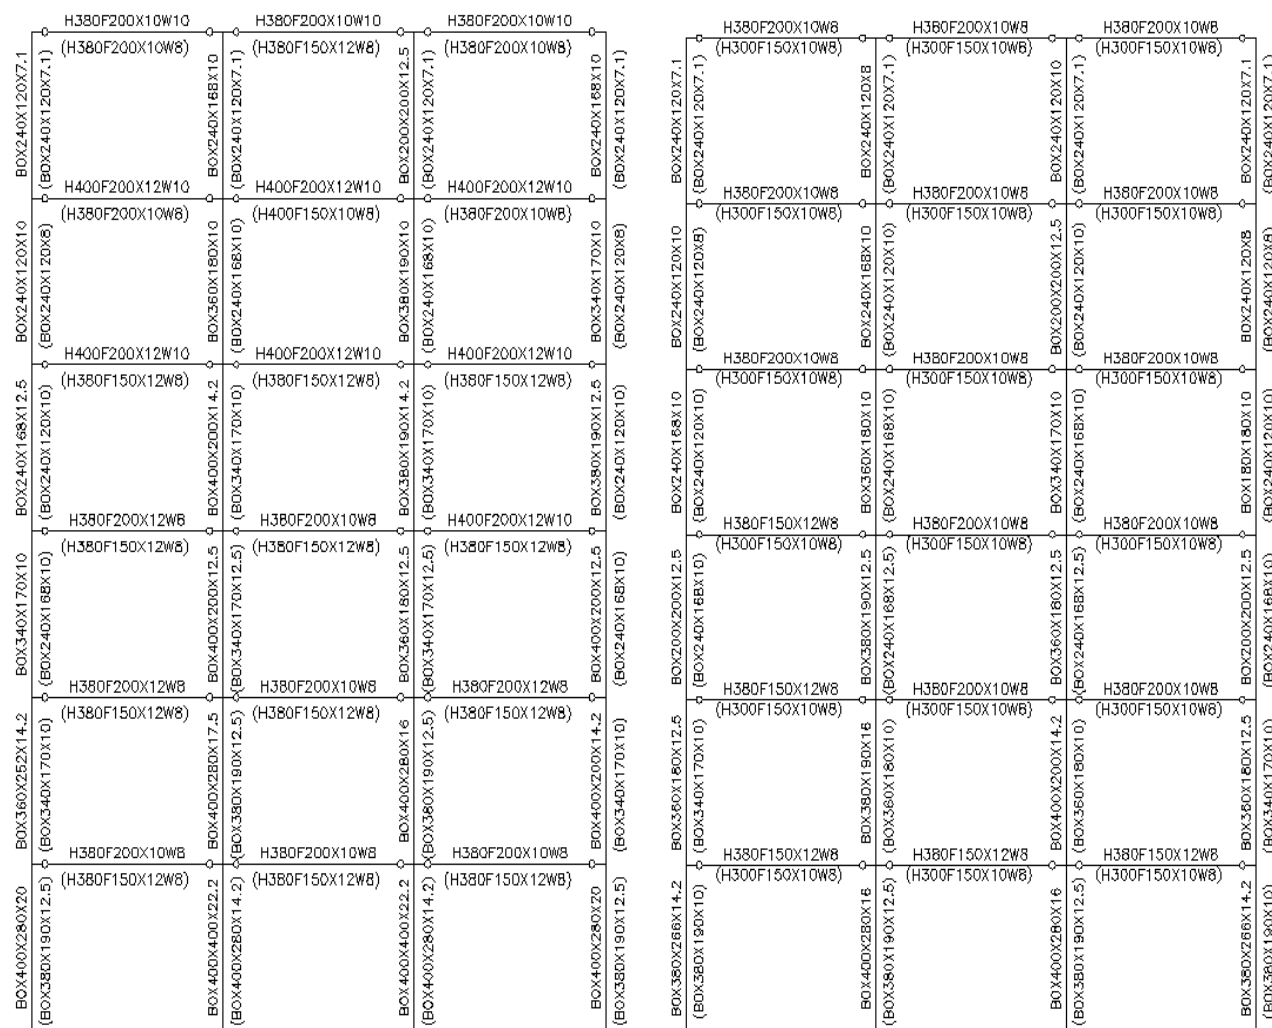 H380F200X10W10
H380F200X10W10
H380F200X10W10
(H380F200X10W8)
(H380F150X12W8)
(H380F200X10W8)
BOX240X120X7.1
(BOX240X120X7.1)
BOX240X168X10
(BOX240X120X7.1)
BOX200X200X12.5
(BOX240X120X7.1)
BOX240X168X10
(BOX240X120X7.1)
H400F200X12W10
H400F200X12W10
H400F200X12W10
(H380F200X10W8)
(H400F150X10W8)
(H380F200X10W8)
BOX240X120X10
(BOX240X120X8)
BOX360X180X10
(BOX240X168X10)
BOX380X190X10
(BOX240X168X10)
BOX340X170X10
(BOX240X120X8)
H400F200X12W10
H400F200X12W10
H400F200X12W10
(H380F150X12W8)
(H380F150X12W8)
(H380F150X12W8)
BOX240X168X12.5
(BOX240X120X10)
BOX400X200X14.2
(BOX340X170X10)
BOX380X190X14.2
(BOX340X170X10)
BOX380X190X12.5
(BOX240X120X10)
H380F200X12W8
H380F200X10W8
H400F200X12W10
(H380F150X12W8)
(H380F150X12W8)
(H380F150X12W8)
BOX340X170X10
(BOX240X168X10)
BOX400X200X12.5
(BOX340X170X12.5)
BOX360X180X12.5
(BOX340X170X12.5)
BOX400X200X12.5
(BOX240X168X10)
H380F200X12W8
H380F200X10W8
H380F200X12W8
(H380F150X12W8)
(H380F150X12W8)
(H380F150X12W8)
BOX360X252X14.2
(BOX340X170X10)
BOX400X280X17.5
(BOX380X190X12.5)
BOX400X280X16
(BOX380X190X12.5)
BOX400X200X14.2
(BOX340X170X10)
H380F200X10W8
H380F200X10W8
H380F200X10W8
(H380F150X12W8)
(H380F150X12W8)
(H380F150X12W8)
BOX400X280X20
(BOX380X190X12.5)
BOX400X400X22.2
(BOX400X280X14.2)
BOX400X400X22.2
(BOX400X280X14.2)
BOX400X280X20
(BOX380X190X12.5)
H380F200X10W8
H380F200X10W8
H380F200X10W8
(H300F150X10W8)
(H300F150X10W8)
(H300F150X10W8)
BOX240X120X7.1
(BOX240X120X7.1)
BOX240X120X8
(BOX240X120X7.1)
BOX240X120X10
(BOX240X120X7.1)
BOX240X120X7.1
(BOX240X120X7.1)
H380F200X10W8
H380F200X10W8
H380F200X10W8
(H300F150X10W8)
(H300F150X10W8)
(H300F150X10W8)
BOX240X120X10
(BOX240X120X8)
BOX240X168X10
(BOX240X120X10)
BOX200X200X12.5
(BOX240X120X10)
BOX240X120X8
(BOX240X120X8)
H380F200X10W8
H380F200X10W8
H380F200X10W8
(H300F150X10W8)
(H300F150X10W8)
(H300F150X10W8)
BOX240X168X10
(BOX240X120X10)
BOX360X180X10
(BOX240X168X10)
BOX340X170X10
(BOX240X168X10)
BOX180X180X10
(BOX240X120X10)
H380F150X12W8
H380F200X10W8
H380F200X10W8
(H300F150X10W8)
(H300F150X10W8)
(H300F150X10W8)
BOX200X200X12.5
(BOX240X168X10)
BOX380X190X12.5
(BOX240X168X12.5)
BOX360X180X12.5
(BOX240X168X12.5)
BOX200X200X12.5
(BOX240X168X10)
H380F150X12W8
H380F200X10W8
H380F200X10W8
(H300F150X10W8)
(H300F150X10W8)
(H300F150X10W8)
BOX360X180X12.5
(BOX340X170X10)
BOX380X190X16
(BOX360X180X10)
BOX400X200X14.2
(BOX360X180X10)
BOX360X180X12.5
(BOX340X170X10)
H380F150X12W8
H380F150X12W8
H380F150X12W8
(H300F150X10W8)
(H300F150X10W8)
(H300F150X10W8)
BOX380X266X14.2
(BOX380X190X10)
BOX400X280X16
(BOX380X190X12.5)
BOX400X280X16
(BOX380X190X12.5)
BOX380X266X14.2
(BOX380X190X10)